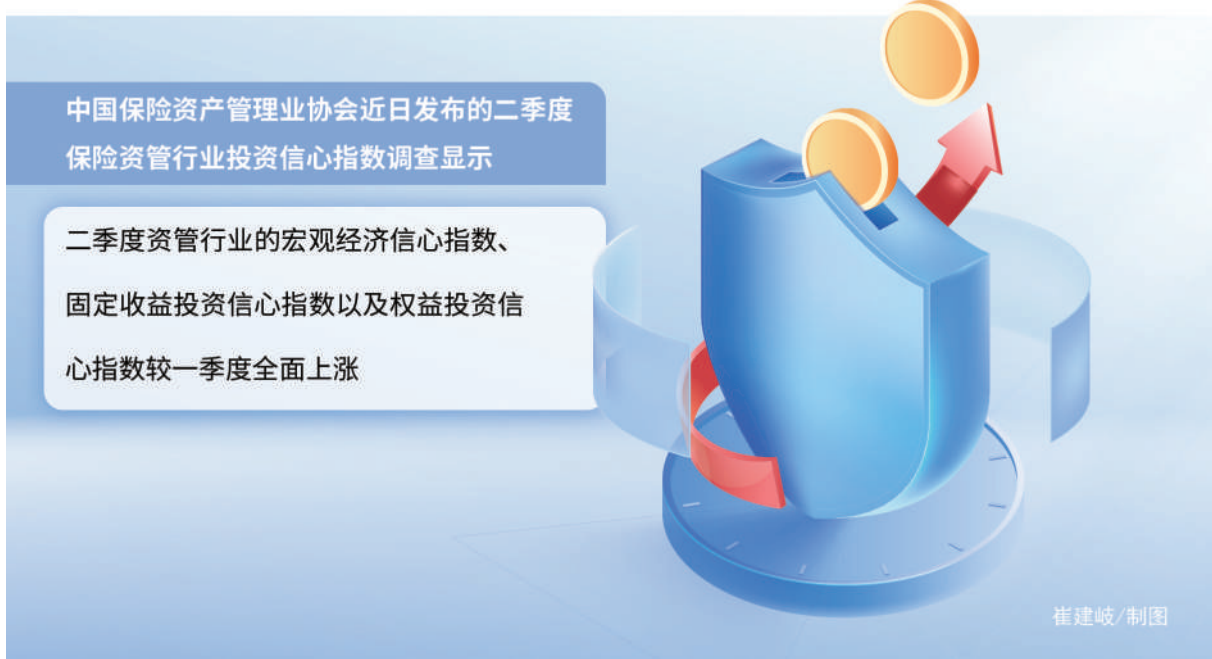 中国保险资产管理业协会近日发布的二季度
保险资管行业投资信心指数调查显示
二季度资管行业的宏观经济信心指数、
固定收益投资信心指数以及权益投资信
心指数较一季度全面上涨
崔建岐/制图